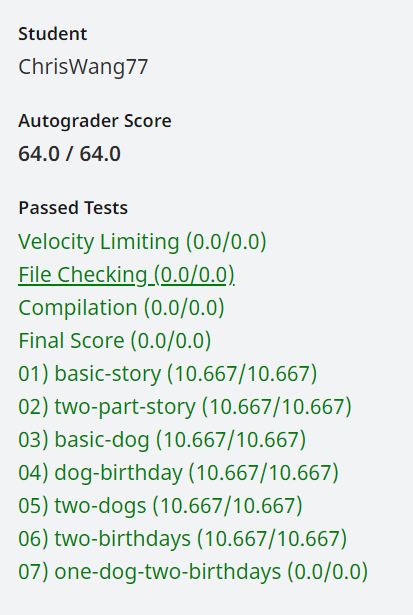 Student
ChrisWang77
Autograder Score
64.0 / 64.0
Passed Tests
Velocity Limiting (0.0/0.0)
File Checking (0.0/0.0)
Compilation (0.0/0.0)
Final Score (0.0/0.0)
01) basic-story (10.667/10.667)
02) two-part-story (10.667/10.667)
03) basic-dog (10.667/10.667)
04) dog-birthday (10.667/10.667)
05) two-dogs (10.667/10.667)
06) two-birthdays (10.667/10.667)
07) one-dog-two-birthdays (0.0/0.0)